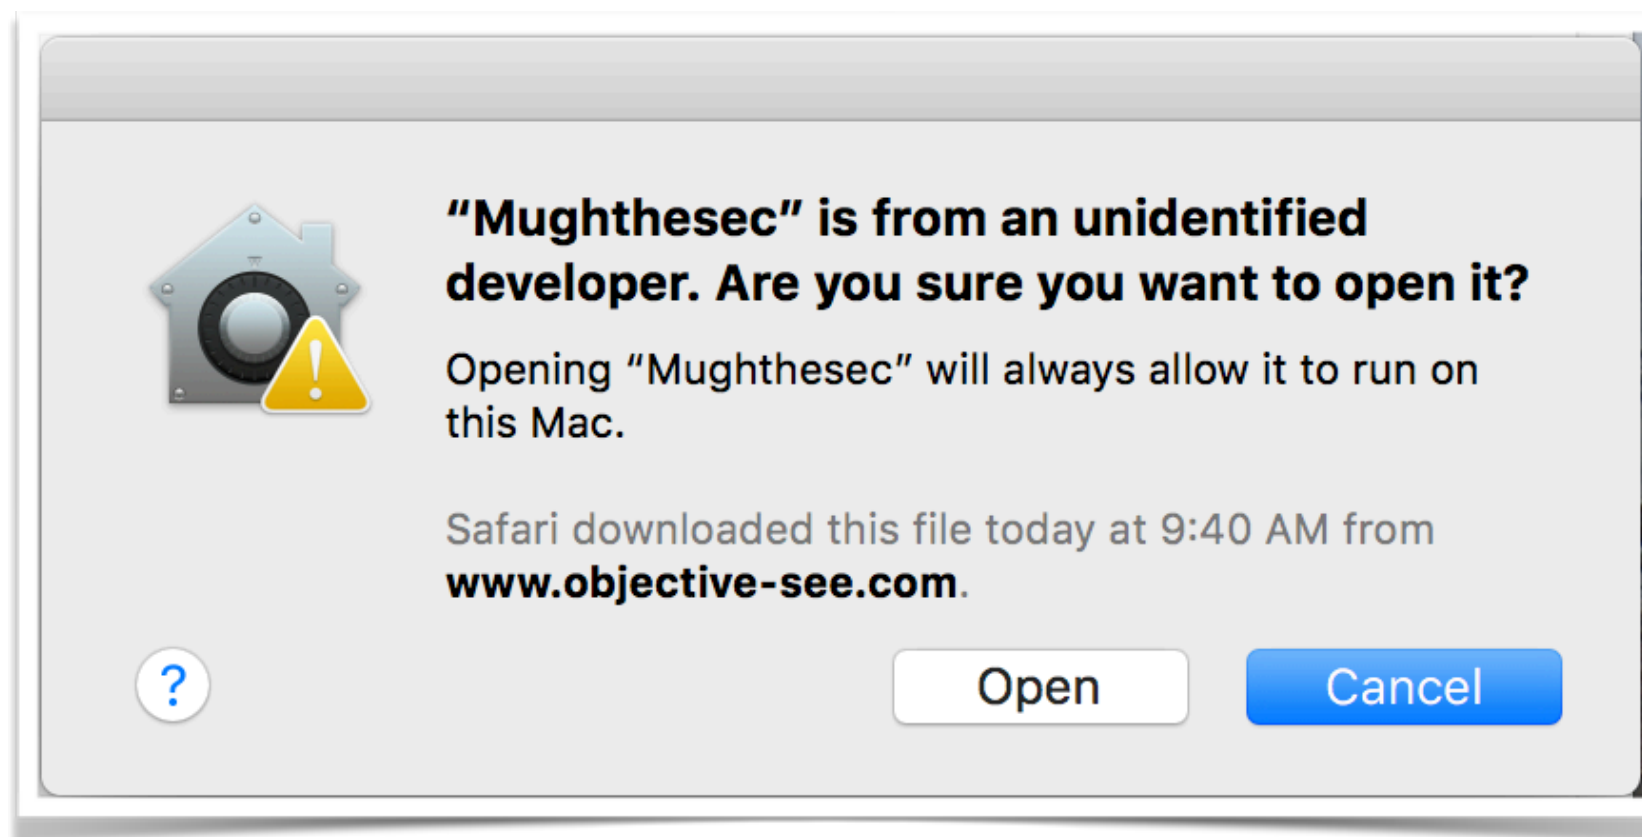 “Mughthesec” is from an unidentified
developer. Are you sure you want to open it?
Opening “Mughthesec” will always allow it to run on
this Mac.
Safari downloaded this file today at 9:40 AM from
www.objective-see.com.
?
Open
Cancel